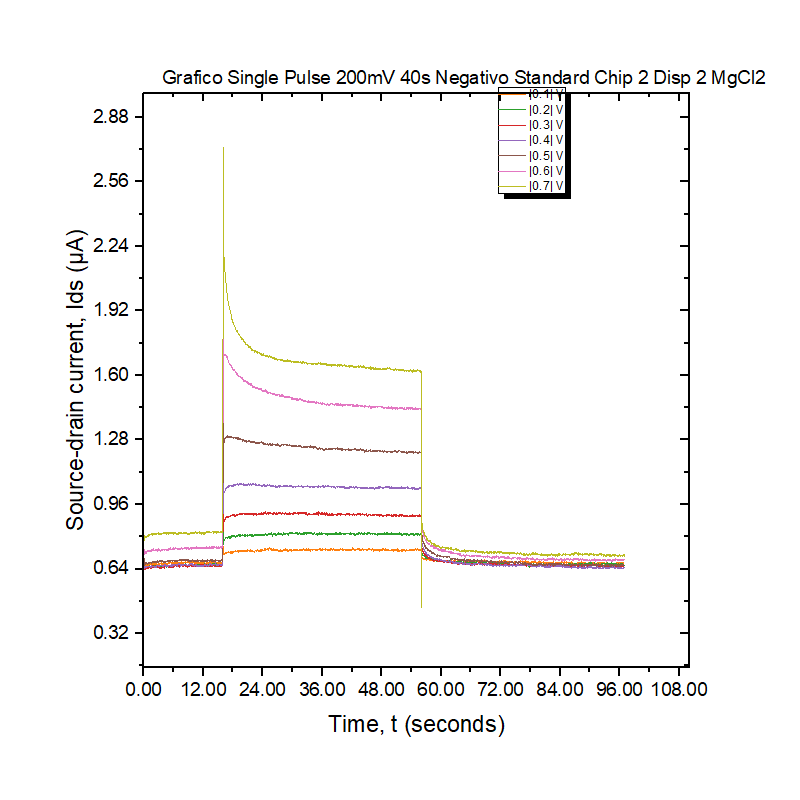 Grafico Single Pulse 200mV 40s Negativo Standard Chip 2 Disp 2 MgCl2
|0.1| V
|0.2| V
|0.3| V
|0.4| V
|0.5| V
|0.6| V
|0.7| V
2.88
2.56
2.24
1.92
1.60
1.28
0.96
0.64
0.32
Source-drain current, Ids (μA)
0.00 12.00 24.00 36.00 48.00 60.00 72.00 84.00 96.00 108.00
Time, t (seconds)